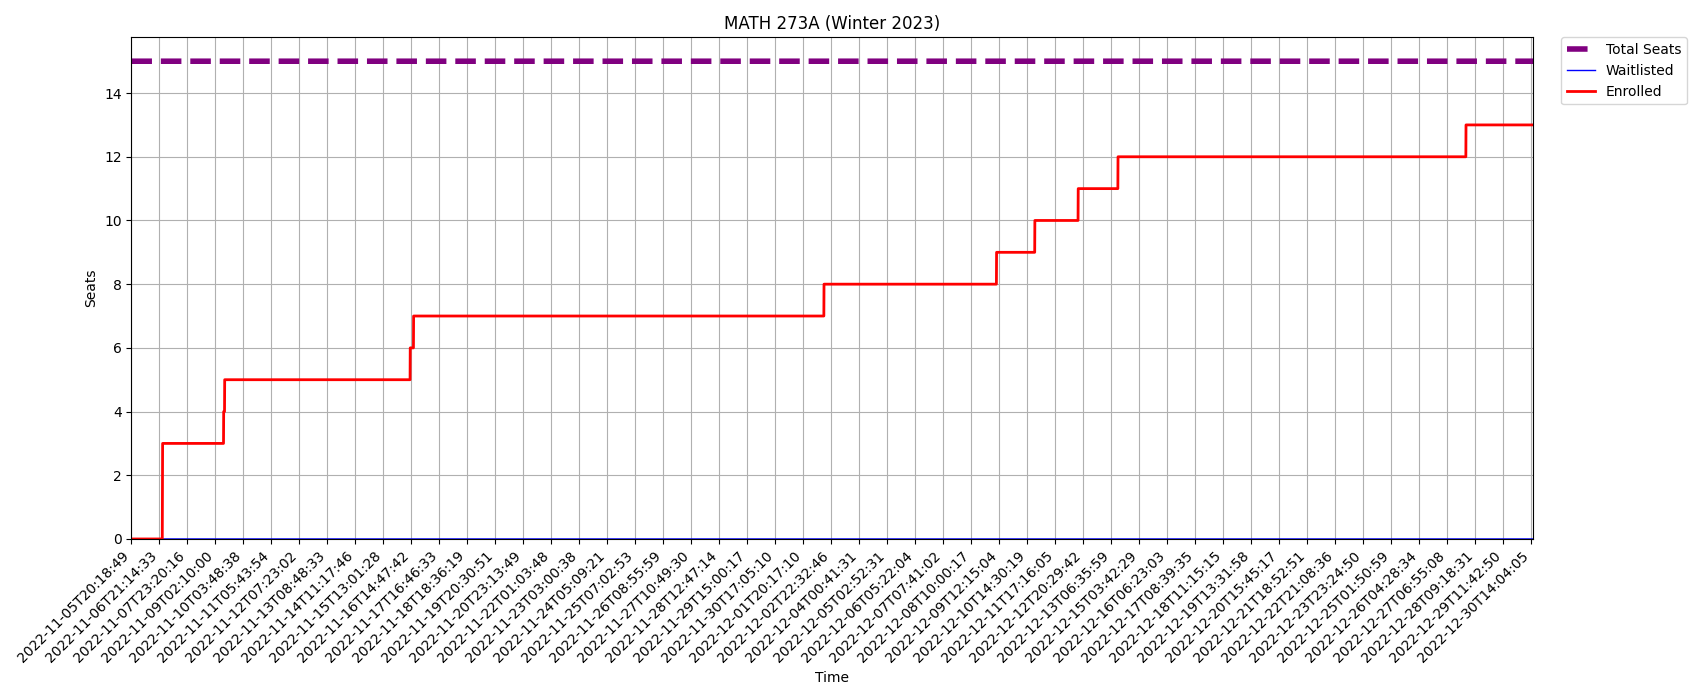 MATH 273A (Winter 2023)
Total Seats
Waitlisted
Enrolled
Seats
14
12
10
8
6
4
2
0
2022-11-05T20:18:49
2022-11-06T21:14:33
2022-11-07T23:20:16
2022-11-09T02:10:00
2022-11-10T03:48:38
2022-11-11T05:43:54
2022-11-12T07:23:02
2022-11-13T08:48:33
2022-11-14T11:17:46
2022-11-15T13:01:28
2022-11-16T14:47:42
2022-11-17T16:46:33
2022-11-18T18:36:19
2022-11-19T20:30:51
2022-11-20T23:13:49
2022-11-22T01:03:48
2022-11-23T03:00:38
2022-11-24T05:09:21
2022-11-25T07:02:53
2022-11-26T08:55:59
2022-11-27T10:49:30
2022-11-28T12:47:14
2022-11-29T15:00:17
2022-11-30T17:05:10
2022-12-01T20:17:10
2022-12-02T22:32:46
2022-12-04T00:41:31
2022-12-05T02:52:31
2022-12-06T05:22:04
2022-12-07T07:41:02
2022-12-08T10:00:17
2022-12-09T12:15:04
2022-12-10T14:30:19
2022-12-11T17:16:05
2022-12-12T20:29:42
2022-12-13T06:35:59
2022-12-15T03:42:29
2022-12-16T06:23:03
2022-12-17T08:39:35
2022-12-18T11:15:15
2022-12-19T13:31:58
2022-12-20T15:45:17
2022-12-21T18:52:51
2022-12-22T21:08:36
2022-12-23T23:24:50
2022-12-25T01:50:59
2022-12-26T04:28:34
2022-12-27T06:55:08
2022-12-28T09:18:31
2022-12-29T11:42:50
2022-12-30T14:04:05
Time